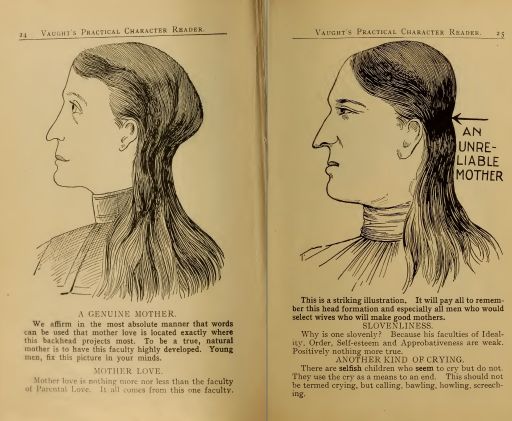 24 VAUGHT'S PRACTICAL CHARACTER READER.
A GENUINE MOTHER.
We affirm in the most absolute manner that words
can be used that mother love is located exactly where
this backhead projects most. To be a true, natural
mother is to have this faculty highly developed. Young
men, fix this picture in your minds.
MOTHER LOVE.
Mother love is nothing more nor less than the faculty
of Parental Love. It all comes from this one faculty.
VAUGHT'S PRACTICAL CHARACTER READER. 25
AN
UNRE-
LIABLE
MOTHER
This is a striking illustration. It will pay all to remem-
ber this head formation and especially all men who would
select wives who will make good mothers.
SLOVENLINESS.
Why is one slovenly? Because his faculties of Ideal-
ity, Order, Self-esteem and Approbativeness are weak.
Positively nothing more true.
ANOTHER KIND OF CRYING.
There are selfish children who seem to cry but do not.
They use the cry as a means to an end. This should not
be termed crying, but calling, bawling, howling, screech-
ing.